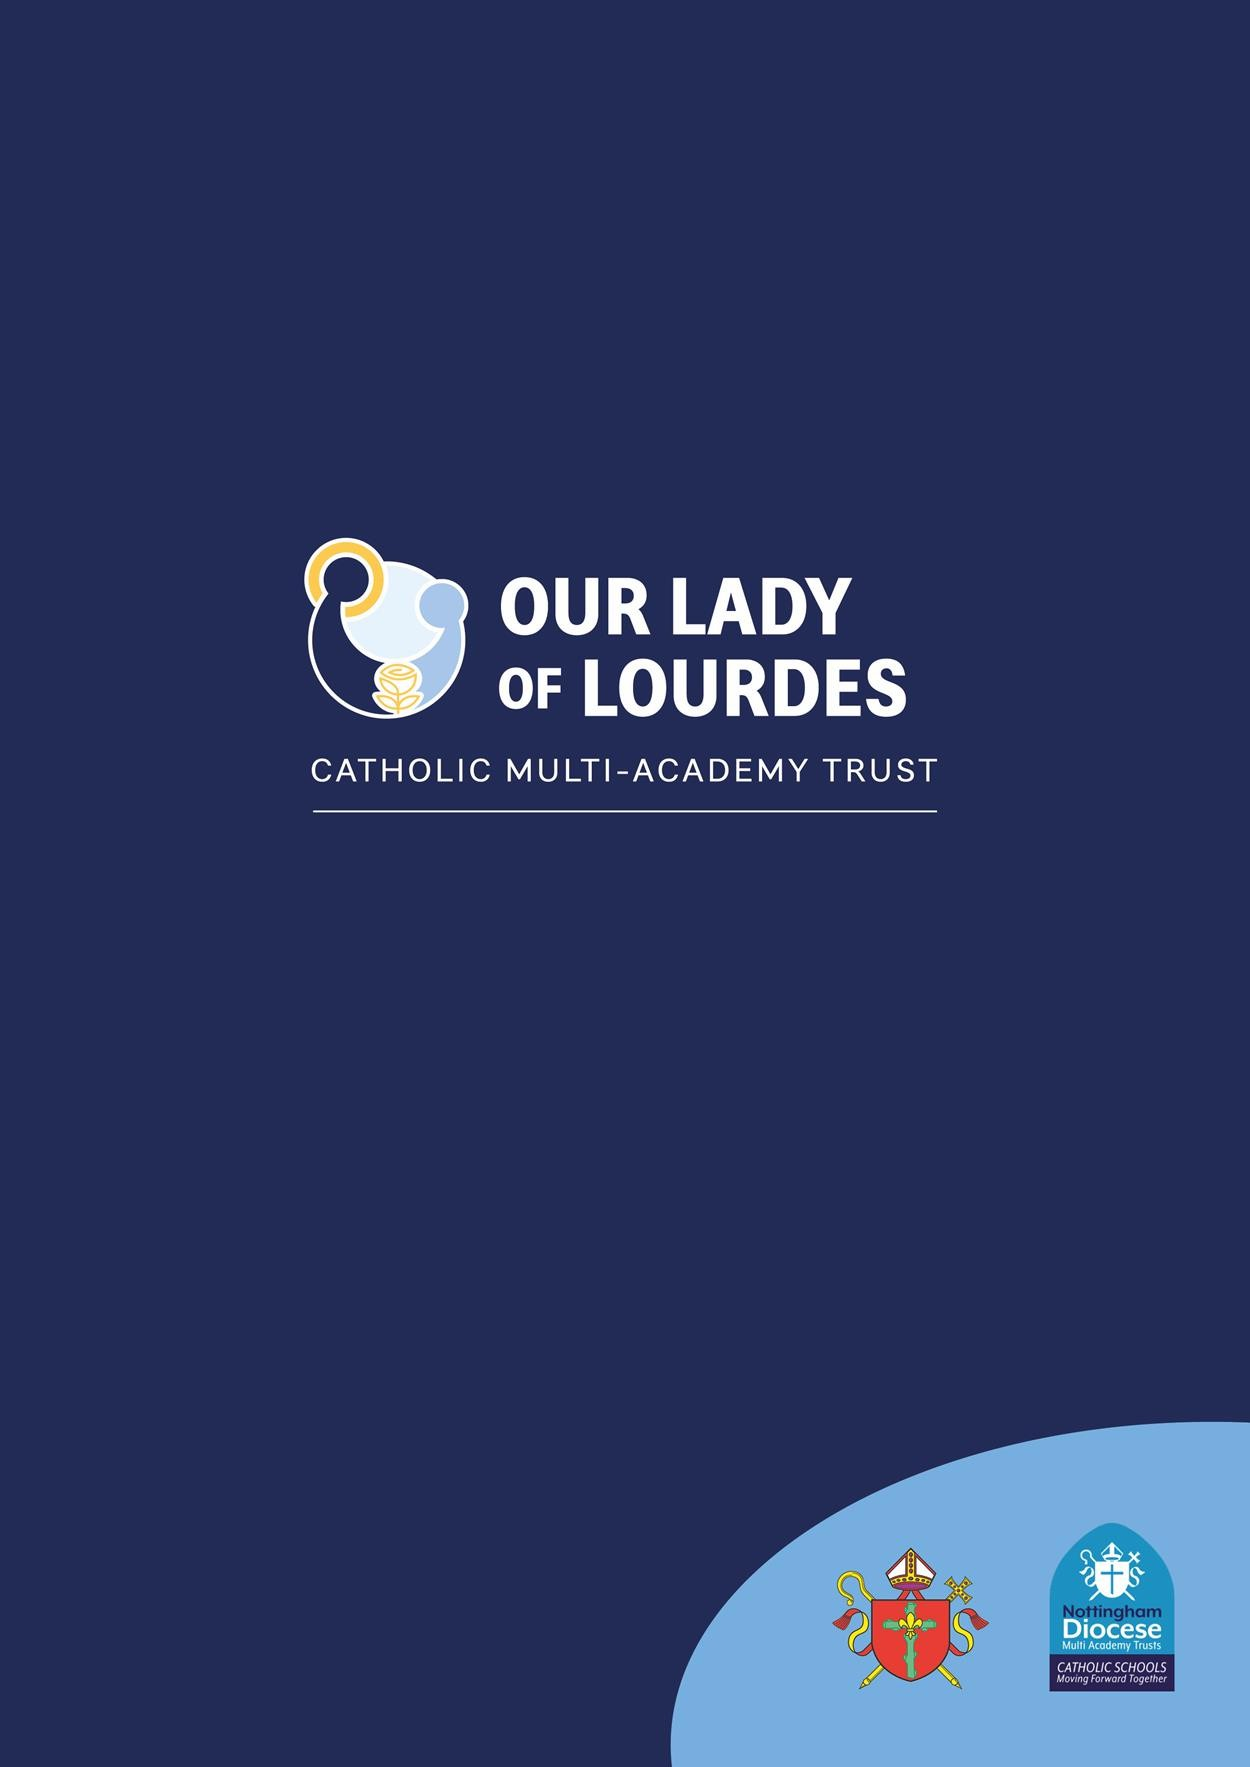 OUR LADY
OF LOURDES
CATHOLIC MULTI-ACADEMY TRUST
Nottingham
Diocese
Multi Academy Trusts
CATHOLIC SCHOOLS
Moving Forward Together